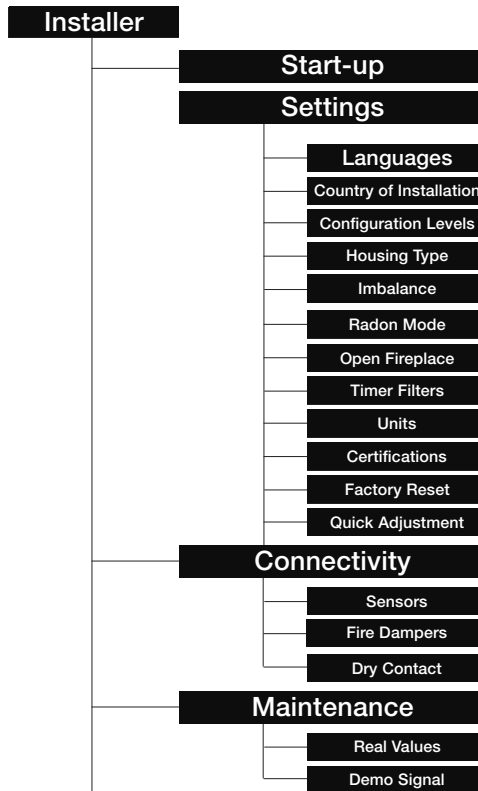 Installer
Start-up
Settings
Languages
Country of Installation
Configuration Levels
Housing Type
Imbalance
Radon Mode
Open Fireplace
Timer Filters
Units
Certifications
Factory Reset
Quick Adjustment
Connectivity
Sensors
Fire Dampers
Dry Contact
Maintenance
Real Values
Demo Signal